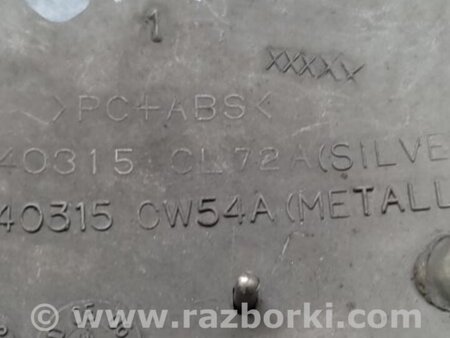 1
XXXXX
>PC+ABS<
40315 CL72A(SILVE
40315 CW54A(METALL
www.razborki.com